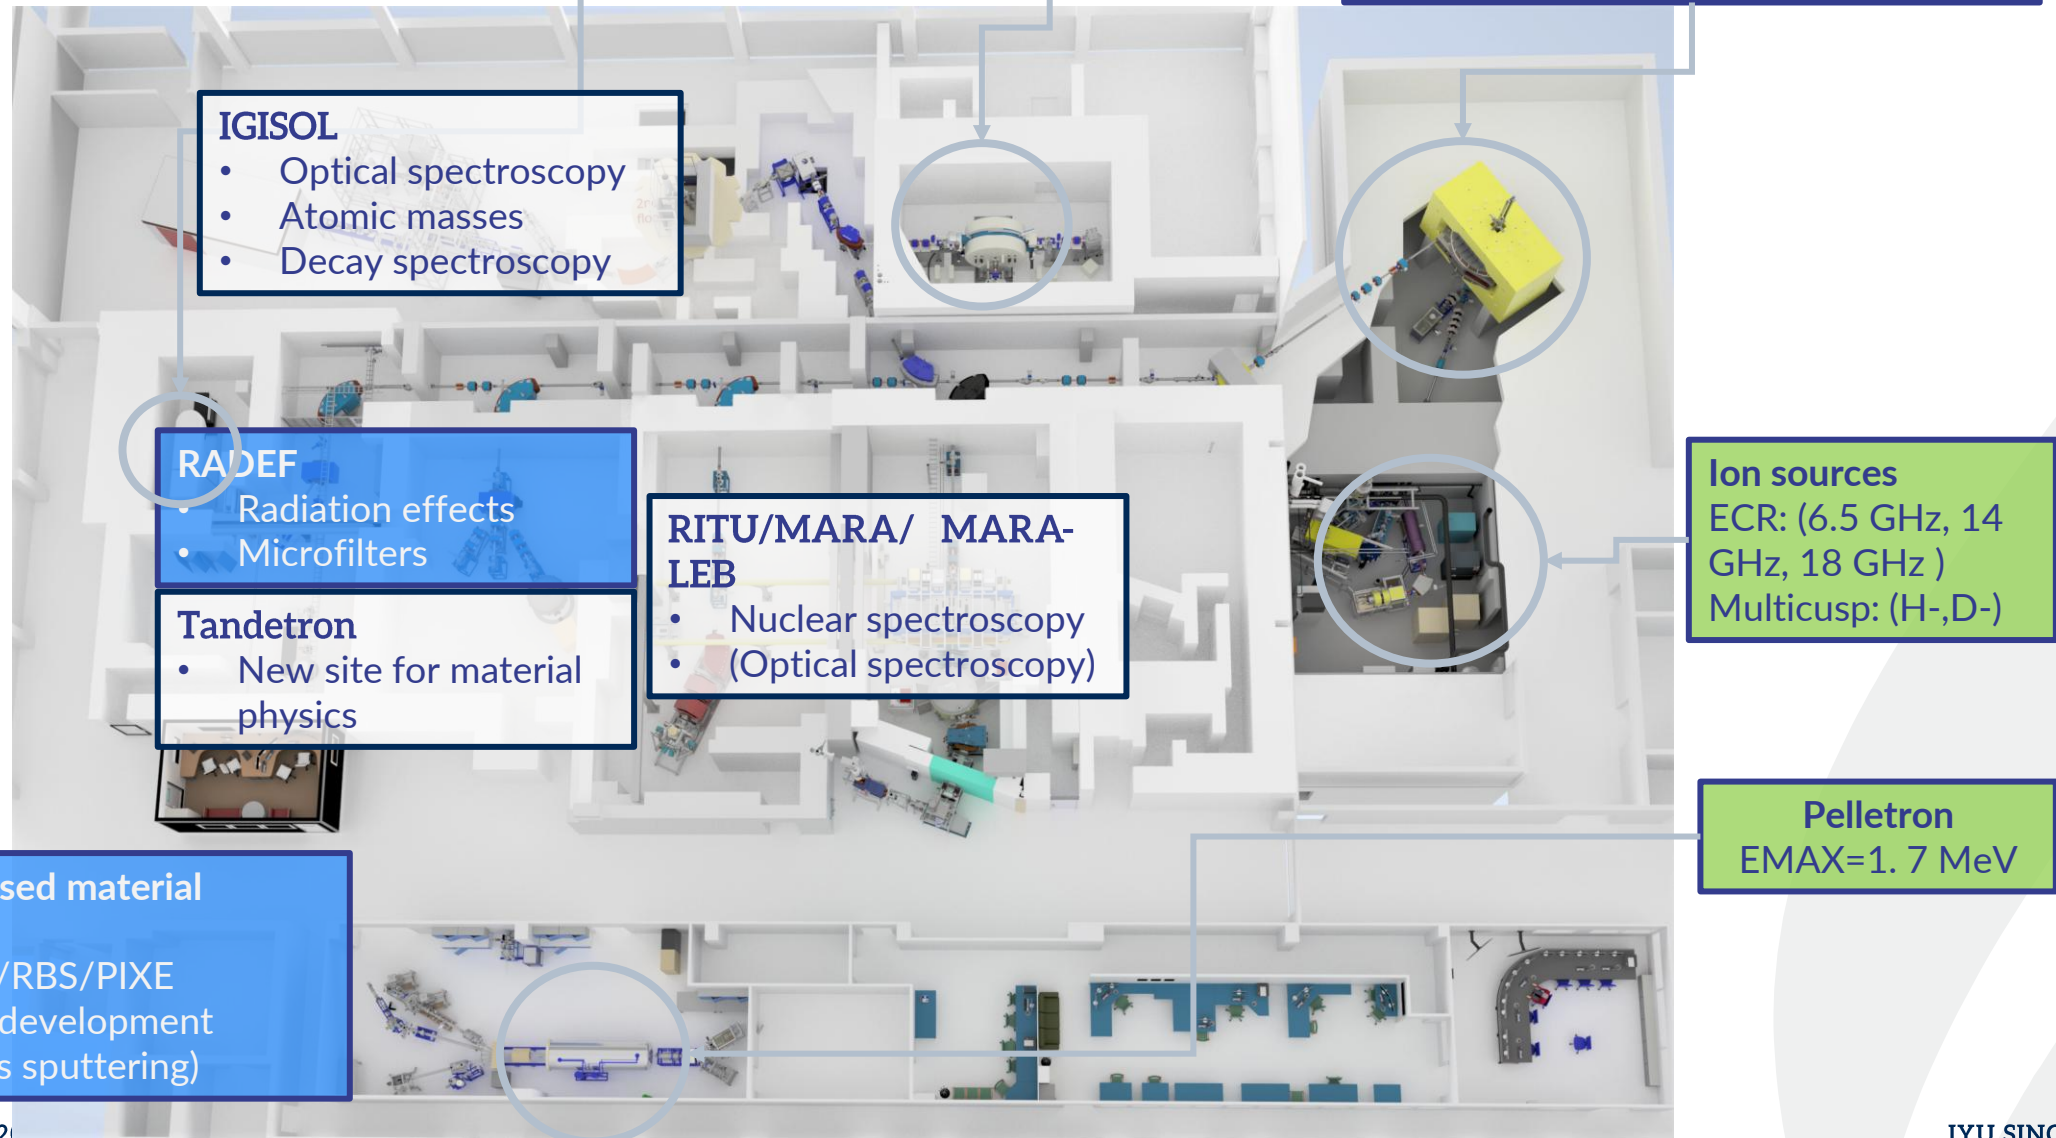 IGISOL
• Optical spectroscopy
• Atomic masses
• Decay spectroscopy
RADEF
• Radiation effects
• Microfilters
Tandetron
• New site for material
physics
RITU/MARA/ MARA-
LEB
• Nuclear spectroscopy
• (Optical spectroscopy)
Ion sources
ECR: (6.5 GHz, 14
GHz, 18 GHz )
Multicusp: (H-,D-)
Pelletron
EMAX=1. 7 MeV
sed material
/RBS/PIXE
development
s sputtering)
JYU SINC